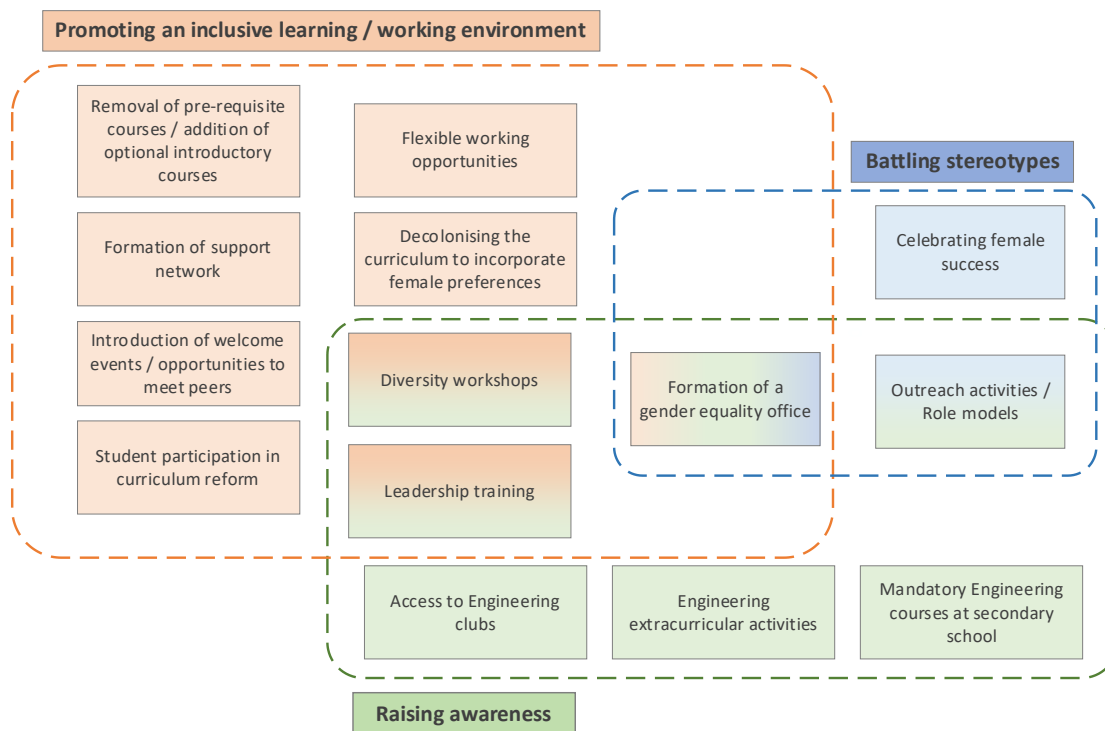 Promoting an inclusive learning / working environment
Removal of pre-requisite
courses / addition of
optional introductory
courses
Flexible working
opportunities
Battling stereotypes
Formation of support
network
Decolonising the
curriculum to incorporate
female preferences
Celebrating female
success
Introduction of welcome
events / opportunities to
meet peers
Diversity workshops
Formation of a
gender equality office
Outreach activities /
Role models
Student participation in
curriculum reform
Leadership training
Access to Engineering
clubs
Engineering
extracurricular activities
Mandatory Engineering
courses at secondary
school
Raising awareness